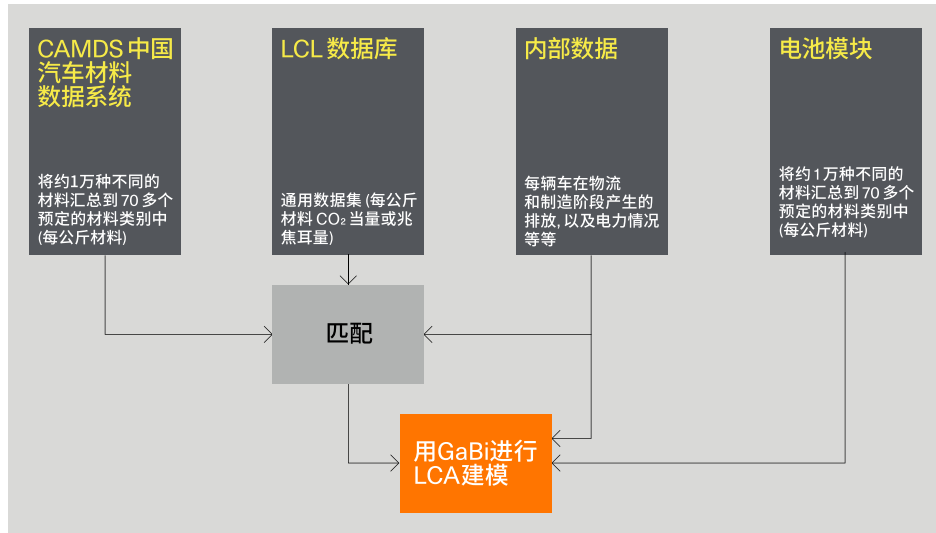 CAMDS 中国
汽车材料
数据系统
将约1万种不同的
材料汇总到 70 多个
预定的材料类别中
(每公斤材料)
LCL 数据库
通用数据集 (每公斤
材料 CO₂ 当量或兆
焦耳量)
内部数据
每辆车在物流
和制造阶段产生的
排放, 以及电力情况
等等
电池模块
将约 1 万种不同的
材料汇总到 70 多个
预定的材料类别中
(每公斤材料)
匹配
用GaBi进行
LCA建模